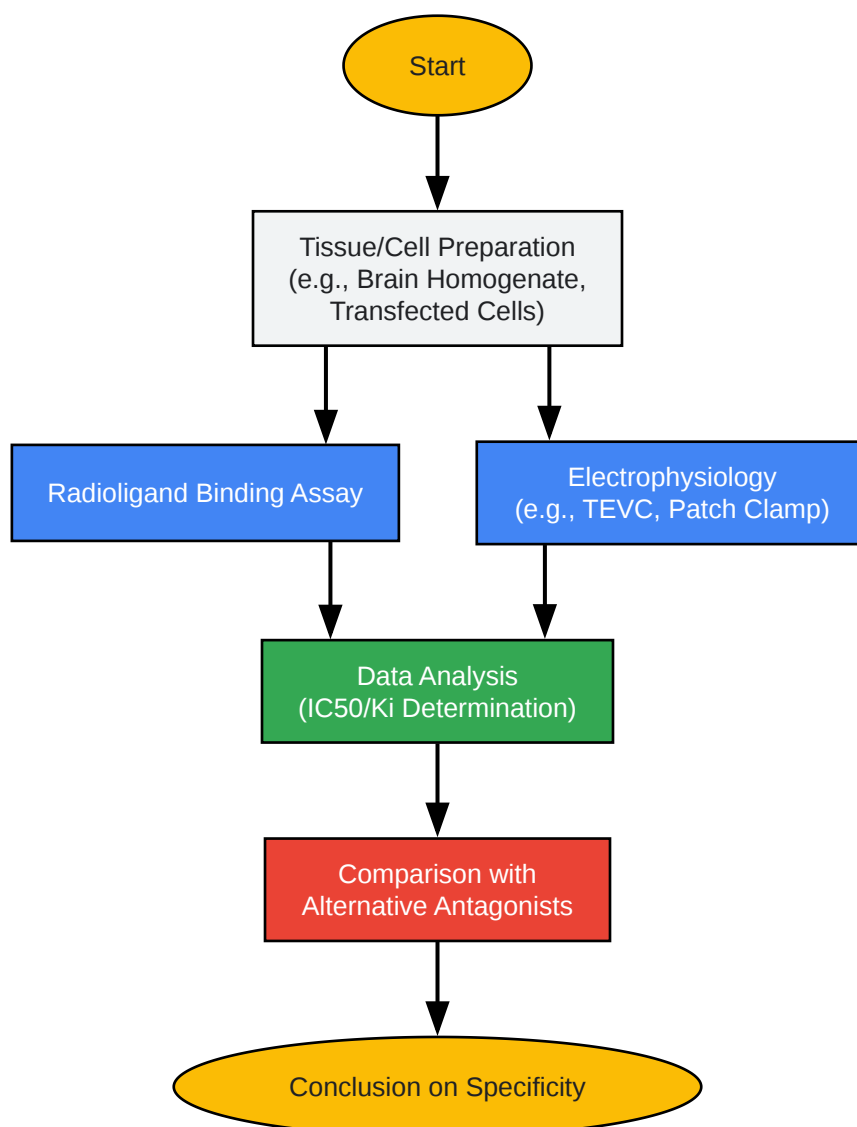 Start
Tissue/Cell Preparation
(e.g., Brain Homogenate,
Transfected Cells)
Radioligand Binding Assay
Electrophysiology
(e.g., TEVC, Patch Clamp)
Data Analysis
(IC50/Ki Determination)
Comparison with
Alternative Antagonists
Conclusion on Specificity